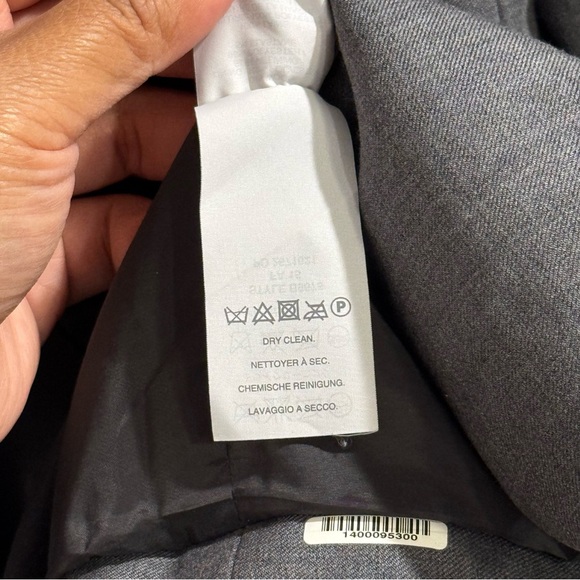 P
DRY CLEAN.
NETTOYER À SEC.
CHEMISCHE REINIGUNG.
LAVAGGIO A SECCO.
1400095300